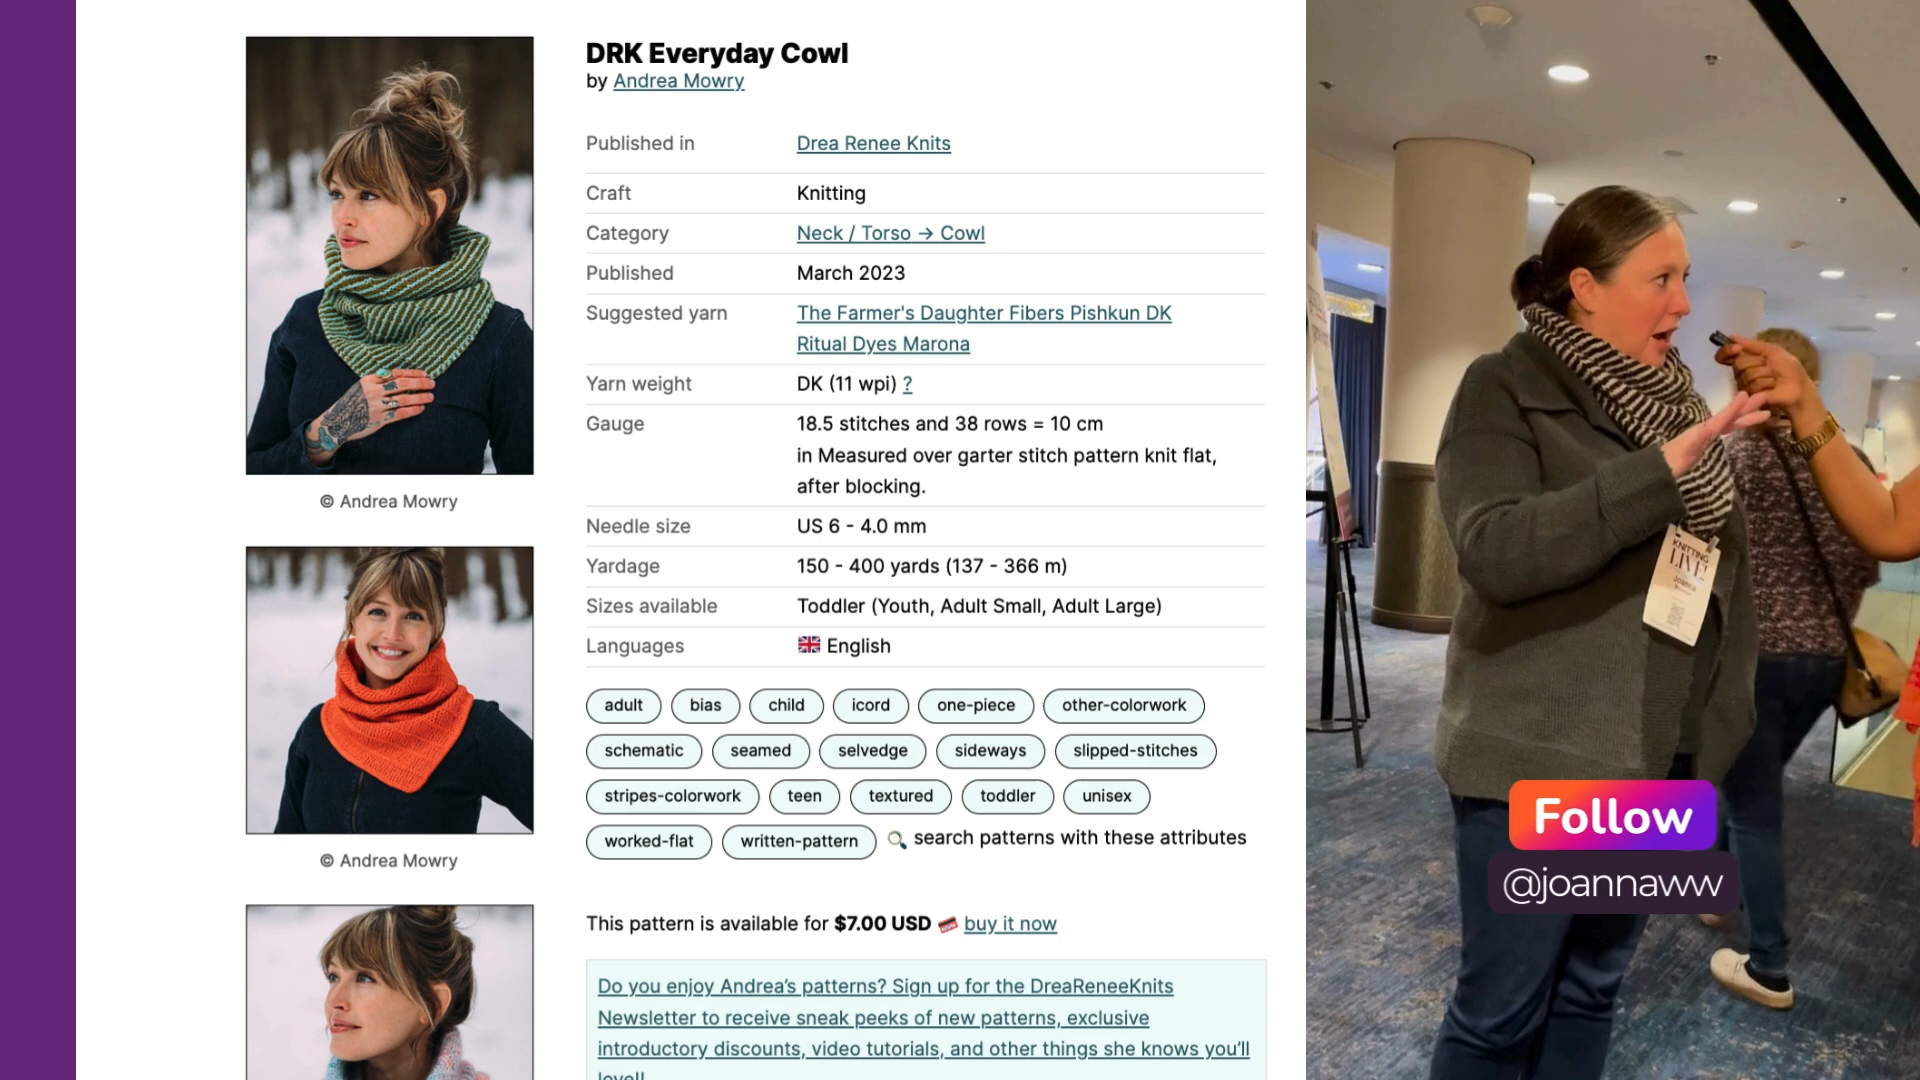 DRK Everyday Cowl
by Andrea Mowry
Published in Drea Renee Knits
Craft Knitting
Category Neck / Torso → Cowl
Published March 2023
Suggested yarn The Farmer's Daughter Fibers Pishkun DK
Ritual Dyes Marona
Yarn weight DK (11 wpi) ?
Gauge 18.5 stitches and 38 rows = 10 cm
in Measured over garter stitch pattern knit flat,
after blocking.
Needle size US 6 - 4.0 mm
Yardage 150 - 400 yards (137 - 366 m)
Sizes available Toddler (Youth, Adult Small, Adult Large)
Languages English
adult bias child icord one-piece other-colorwork
schematic seamed selvedge sideways slipped-stitches
stripes-colorwork teen textured toddler unisex
worked-flat written-pattern search patterns with these attributes
This pattern is available for $7.00 USD buy it now
Do you enjoy Andrea's patterns? Sign up for the DreaReneeKnits
Newsletter to receive sneak peeks of new patterns, exclusive
introductory discounts, video tutorials, and other things she knows you'll
love!!
© Andrea Mowry
© Andrea Mowry
KNITTING
LIVE!
Joanna
Follow
@joannaww